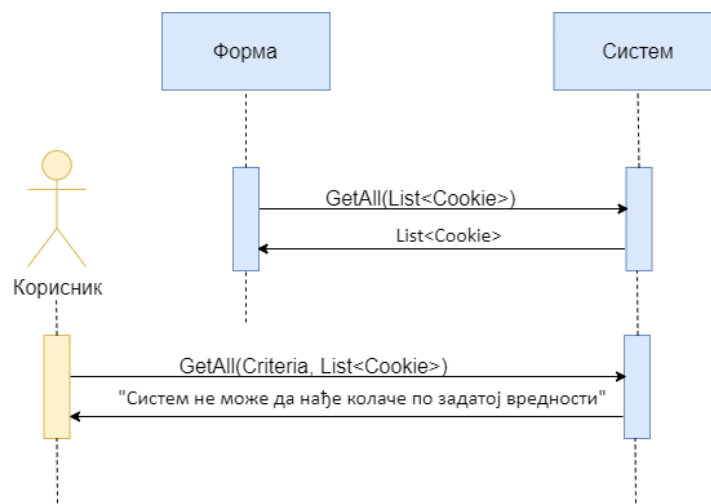 Форма
Систем
GetAll(List<Cookie>)
List<Cookie>
Корисник
GetAll(Criteria, List<Cookie>)
"Систем не може да нађе колаче по задатој вредности"